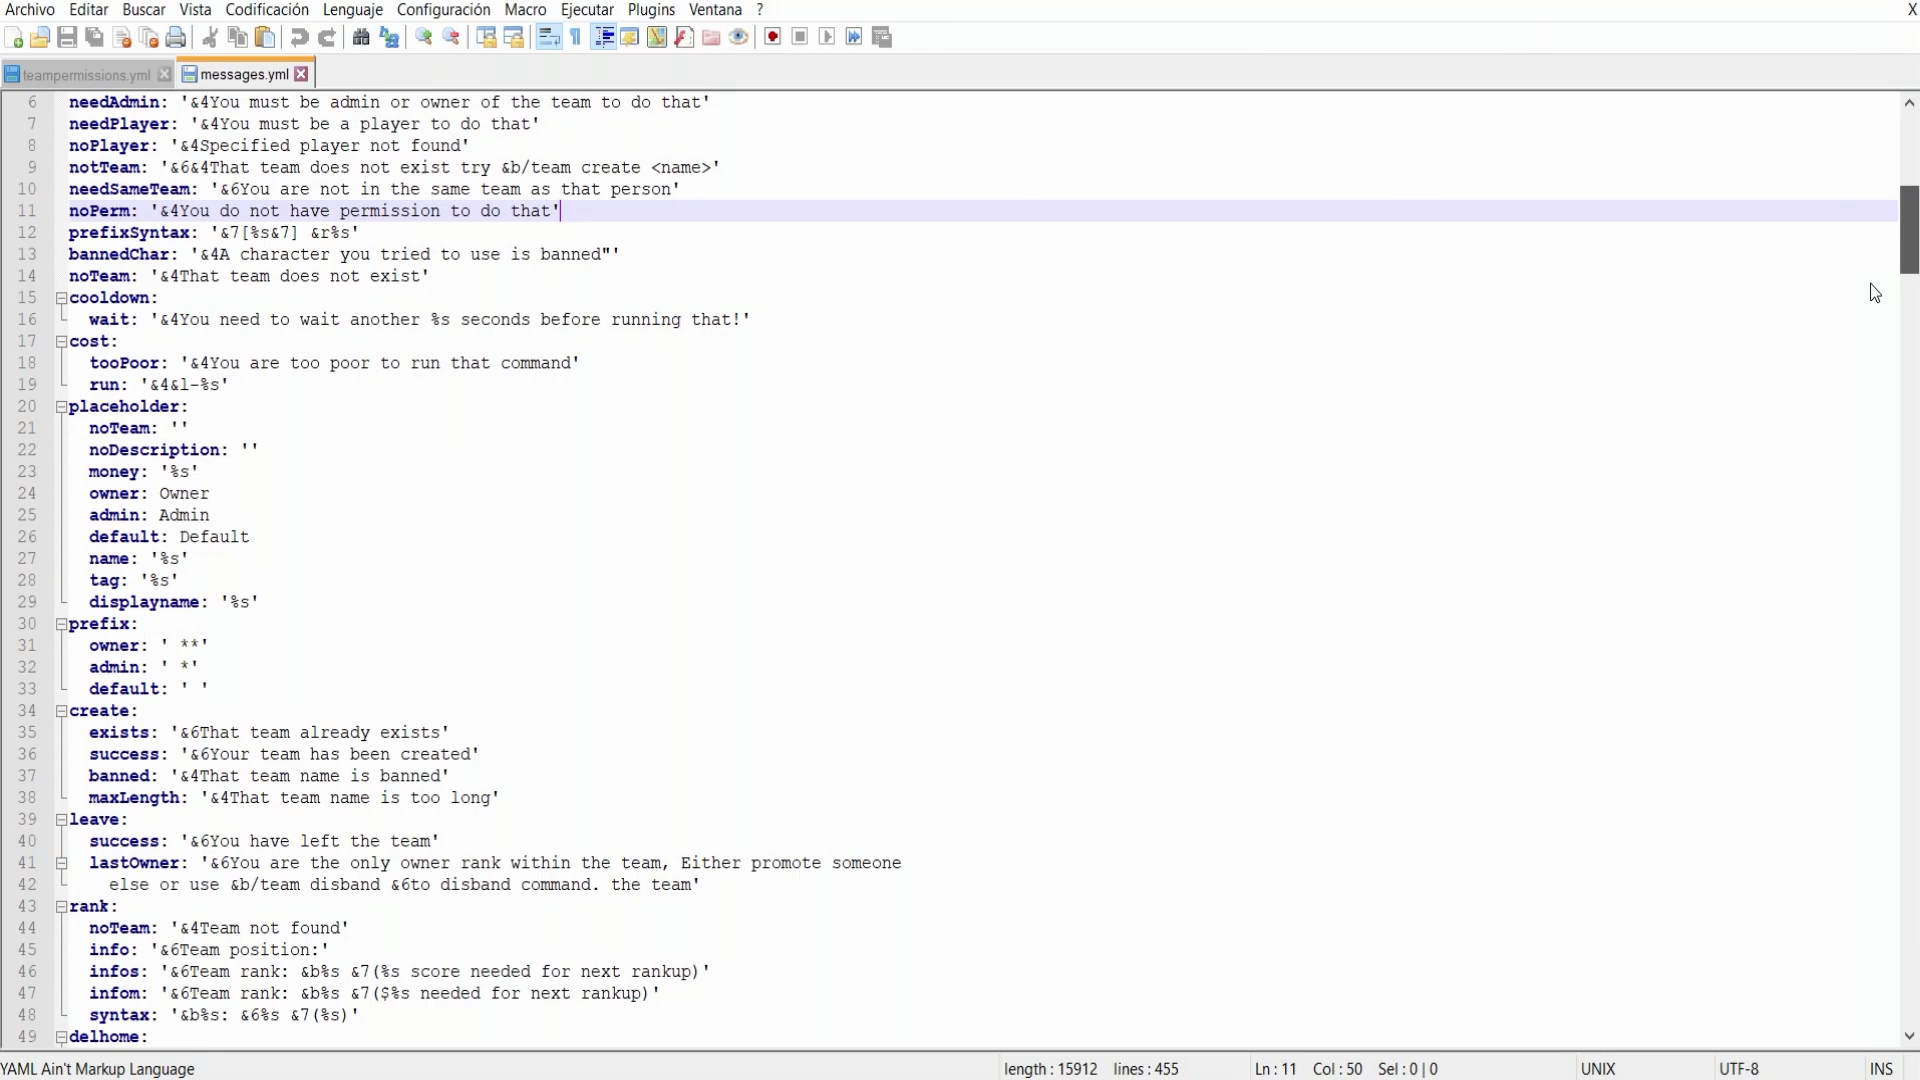 Archivo Editar Buscar Vista Codificación Lenguaje Configuración Macro Ejecutar Plugins Ventana ? X
teampermissions.yml messages.yml
6 needAdmin: '&4You must be admin or owner of the team to do that'
7 needPlayer: '&4You must be a player to do that'
8 noPlayer: '&4Specified player not found'
9 notTeam: '&6&4That team does not exist try &b/team create <name>'
10 needSameTeam: '&6You are not in the same team as that person'
11 noPerm: '&4You do not have permission to do that'
12 prefixSyntax: '&7[%s&7] &r%s'
13 bannedChar: '&4A character you tried to use is banned"'
14 noTeam: '&4That team does not exist'
15 cooldown:
16 wait: '&4You need to wait another %s seconds before running that!'
17 cost:
18 tooPoor: '&4You are too poor to run that command'
19 run: '&4&l-%s'
20 placeholder:
21 noTeam: ''
22 noDescription: ''
23 money: '%s'
24 owner: Owner
25 admin: Admin
26 default: Default
27 name: '%s'
28 tag: '%s'
29 displayname: '%s'
30 prefix:
31 owner: ' **'
32 admin: ' *'
33 default: ' '
34 create:
35 exists: '&6That team already exists'
36 success: '&6Your team has been created'
37 banned: '&4That team name is banned'
38 maxLength: '&4That team name is too long'
39 leave:
40 success: '&6You have left the team'
41 lastOwner: '&6You are the only owner rank within the team, Either promote someone
42 else or use &b/team disband &6to disband command. the team'
43 rank:
44 noTeam: '&4Team not found'
45 info: '&6Team position:'
46 infos: '&6Team rank: &b%s &7(%s score needed for next rankup)'
47 infom: '&6Team rank: &b%s &7($%s needed for next rankup)'
48 syntax: '&b%s: &6%s &7(%s)'
49 delhome:
YAML Ain't Markup Language length : 15912 lines : 455 Ln : 11 Col : 50 Sel : 0 | 0 UNIX UTF-8 INS